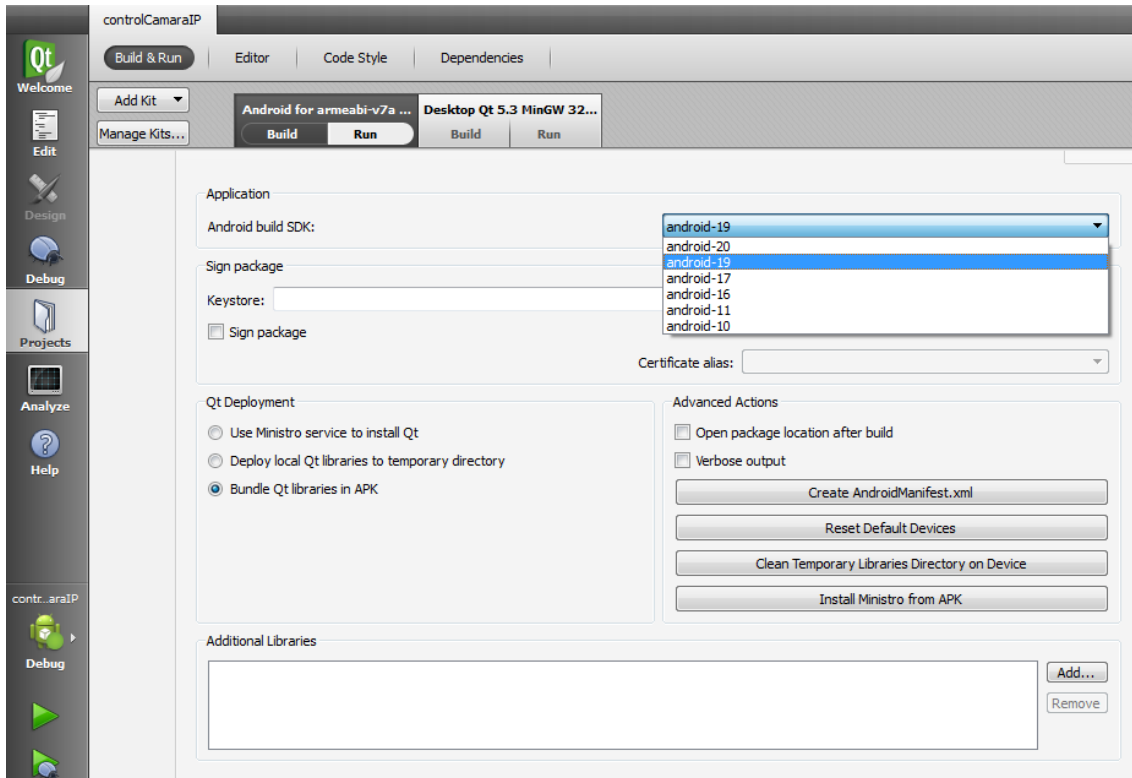 controlCamaraIP
Build & Run
Editor
Code Style
Dependencies
Qt
Welcome
Edit
Design
Debug
Projects
Analyze
Help
contr...araIP
Debug
Add Kit
Manage Kits...
Android for armeabi-v7a ...
Build
Run
Desktop Qt 5.3 MinGW 32...
Build
Run
Application
Android build SDK:
android-19
android-20
android-19
android-17
android-16
android-11
android-10
Sign package
Keystore:
Sign package
Certificate alias:
Qt Deployment
Use Ministro service to install Qt
Deploy local Qt libraries to temporary directory
Bundle Qt libraries in APK
Advanced Actions
Open package location after build
Verbose output
Create AndroidManifest.xml
Reset Default Devices
Clean Temporary Libraries Directory on Device
Install Ministro from APK
Additional Libraries
Add...
Remove